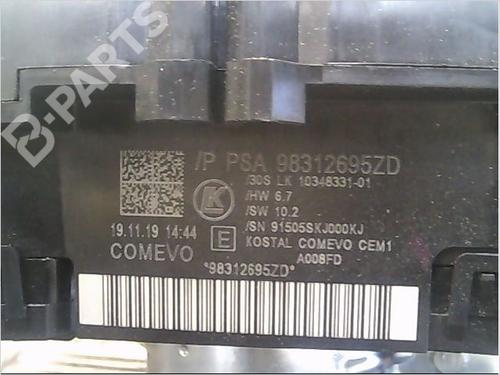 B-PARTS
/P PSA 98312695ZD
/30S LK 10348331-01
/HW 6.7
/SW 10.2
/SN 91505SKJ000KJ
KOSTAL COMEVO CEM1
A008FD
K
E
19.11.19 14:44
COMEVO
*98312695ZD*